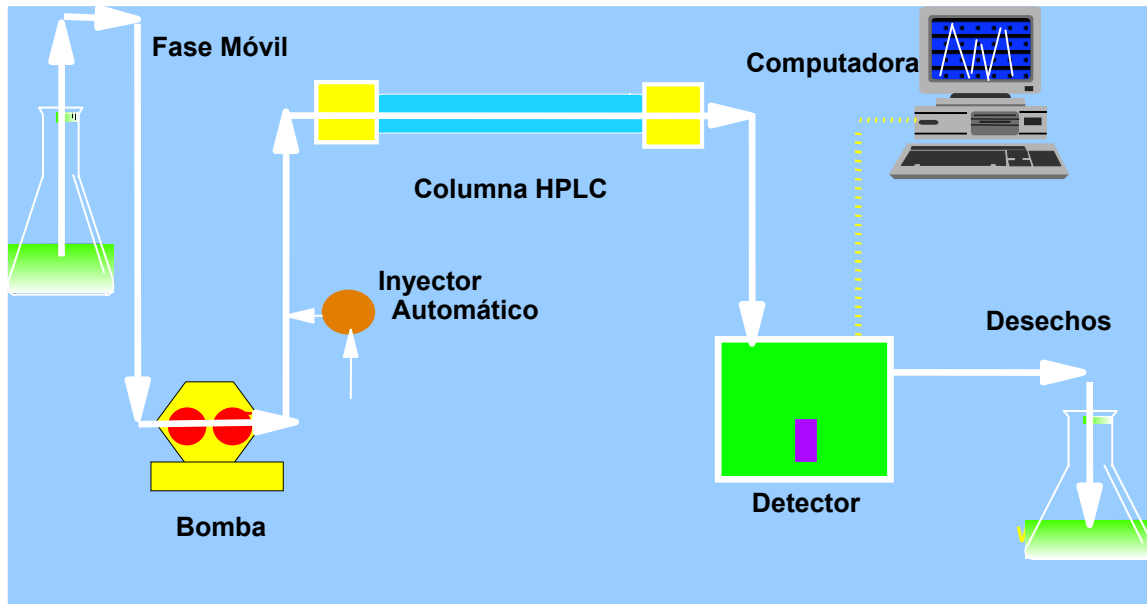 Fase Móvil
Computadora
Columna HPLC
Inyector
Automático
Desechos
Detector
Bomba